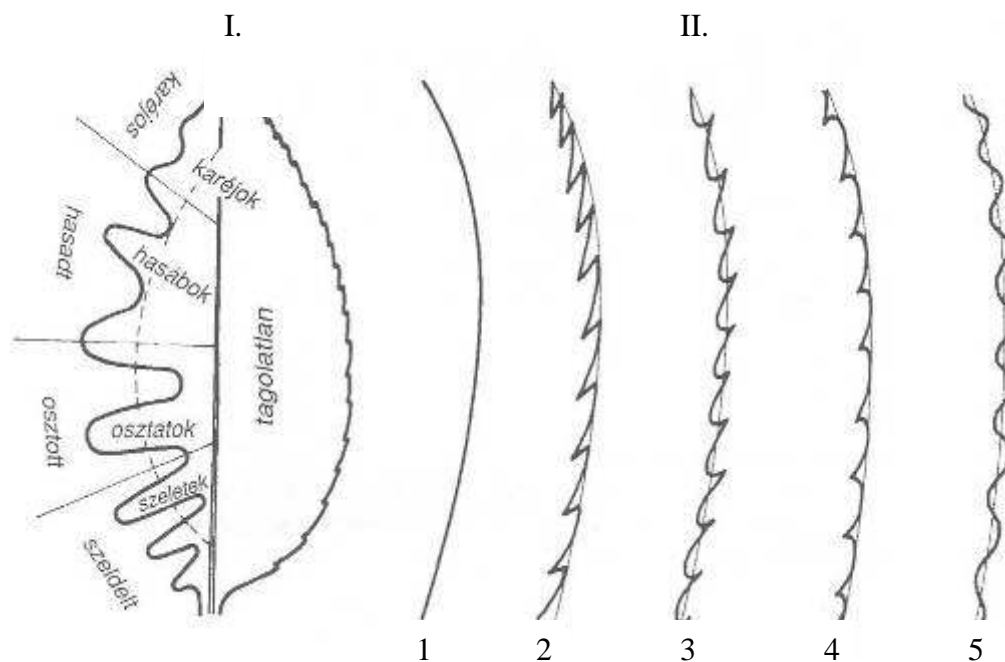 I. II.
karéjos
karéjok
hasadt
hasábok
tagolatlan
osztott
osztatok
szeletek
szeldelt
1 2 3 4 5